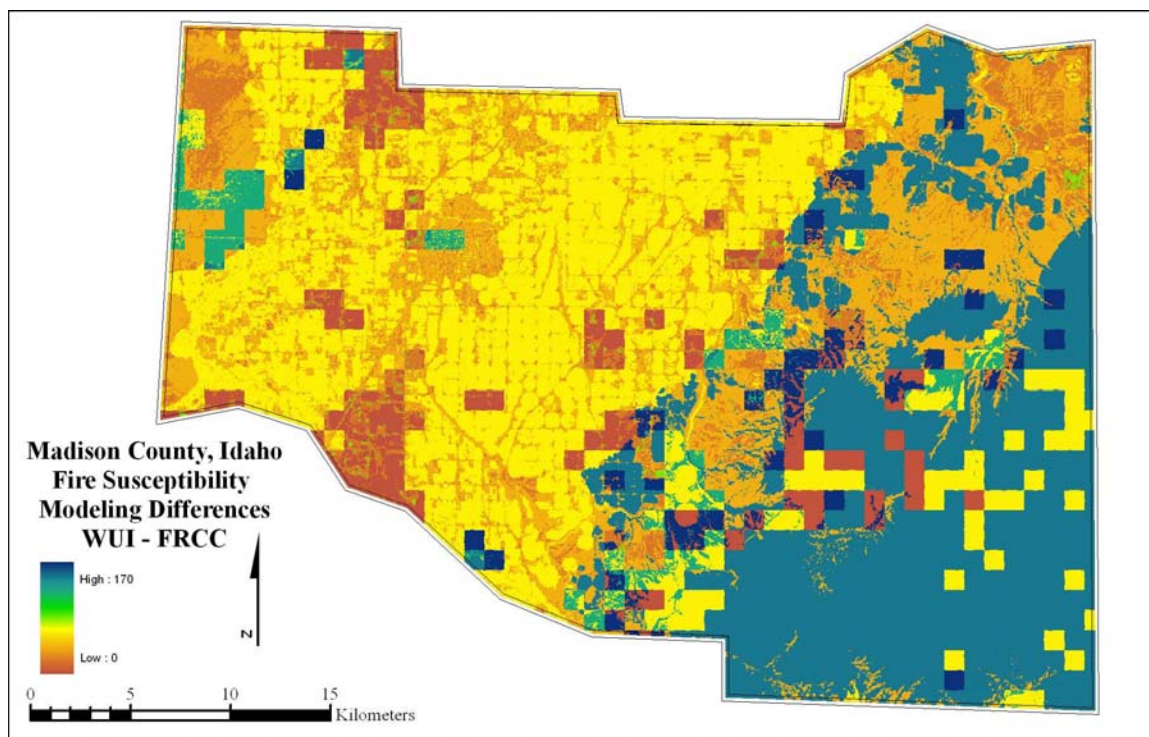 Madison County, Idaho
Fire Susceptibility
Modeling Differences
WUI - FRCC
High : 170
Low : 0
N
0 5 10 15
Kilometers